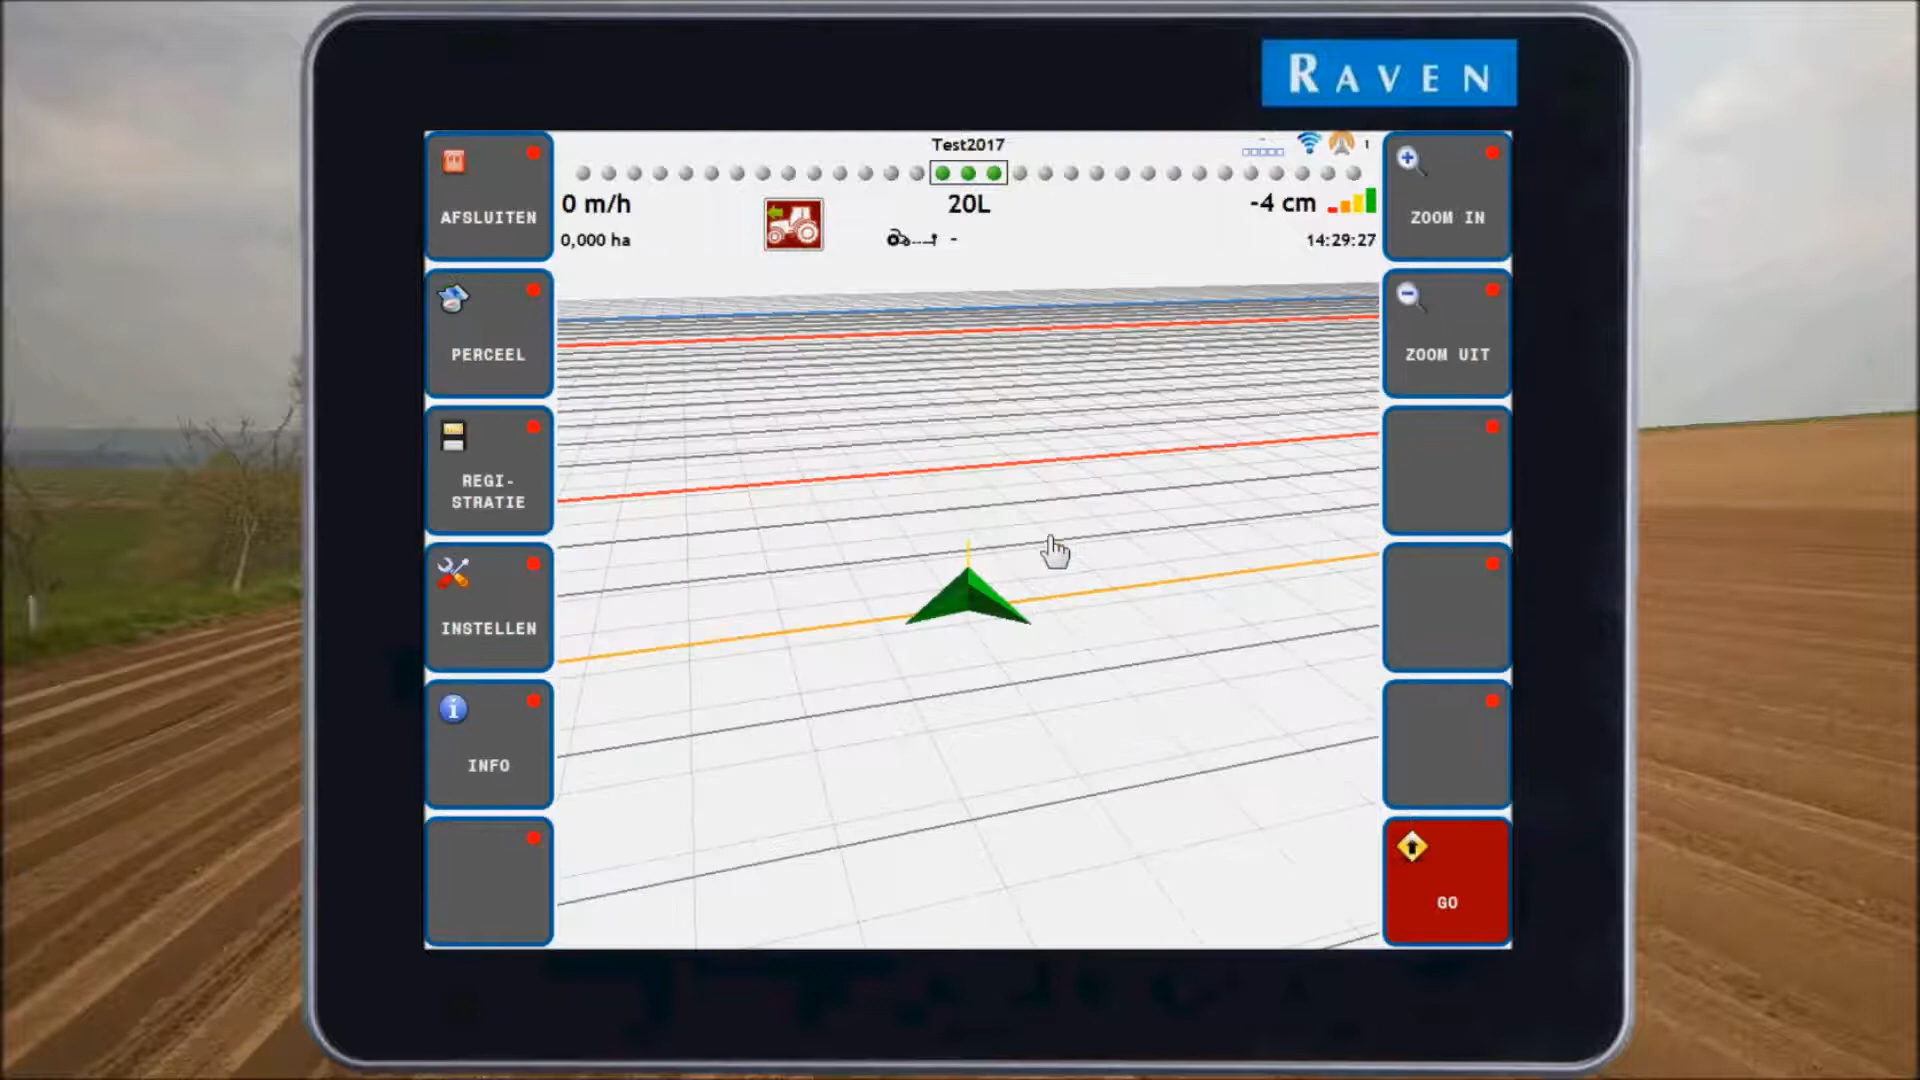 RAVEN
Test2017
0 m/h
20L
-4 cm
0,000 ha
-
14:29:27
1
AFSLUITEN
PERCEEL
REGI-
STRATIE
INSTELLEN
INFO
ZOOM IN
ZOOM UIT
GO